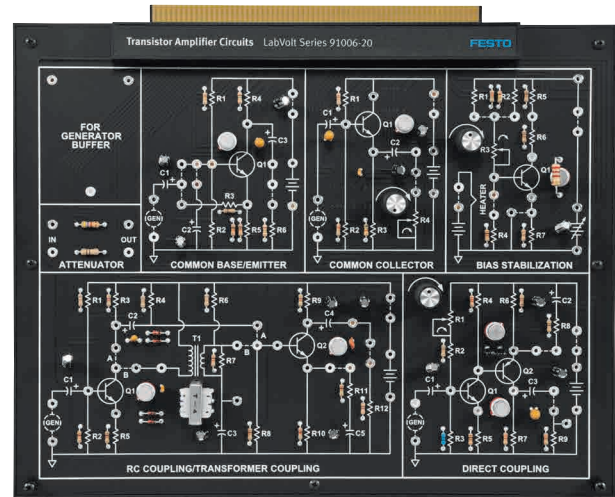 Transistor Amplifier Circuits LabVolt Series 91006-20
FESTO
FOR
GENERATOR
BUFFER
IN
OUT
ATTENUATOR
R1
R4
C1
+
+
C3
Q1
R3
GEN
C2
+
R2
R5
R6
COMMON BASE/EMITTER
R1
C1
+
Q1
+
C2
GEN
R4
R2
R3
COMMON COLLECTOR
R1
R2
R5
R6
R3
Q1
HEATER
R4
R7
BIAS STABILIZATION
R1
R3
R4
R6
R9
C2
+
A
A
C4
+
T1
Q2
B
B
R7
C1
+
Q1
R11
R12
GEN
R2
R5
C3
+
R8
R10
C5
+
RC COUPLING/TRANSFORMER COUPLING
R4
R6
C2
+
R1
R8
R2
Q2
C1
+
Q1
C3
+
GEN
R3
R5
R7
R9
DIRECT COUPLING